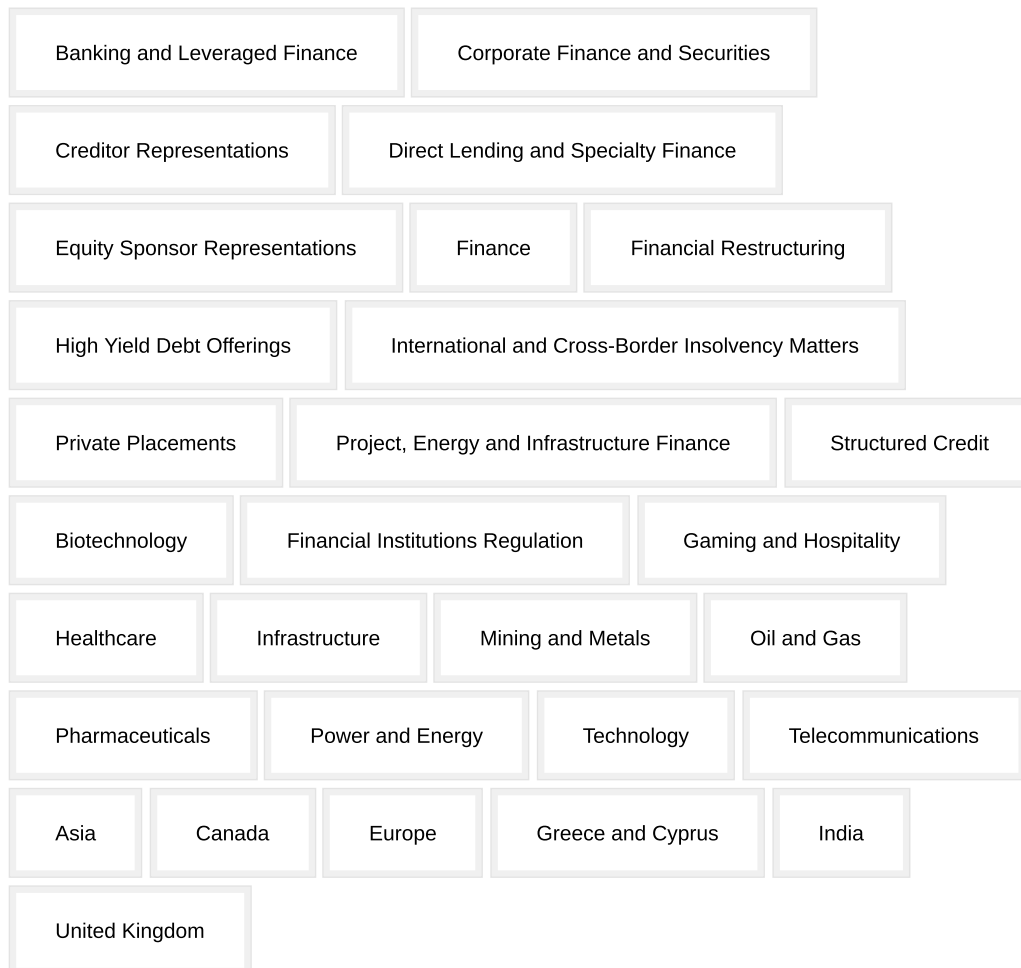 Banking and Leveraged Finance Corporate Finance and Securities
Creditor Representations Direct Lending and Specialty Finance
Equity Sponsor Representations Finance Financial Restructuring
High Yield Debt Offerings International and Cross-Border Insolvency Matters
Private Placements Project, Energy and Infrastructure Finance Structured Credit
Biotechnology Financial Institutions Regulation Gaming and Hospitality
Healthcare Infrastructure Mining and Metals Oil and Gas
Pharmaceuticals Power and Energy Technology Telecommunications
Asia Canada Europe Greece and Cyprus India
United Kingdom